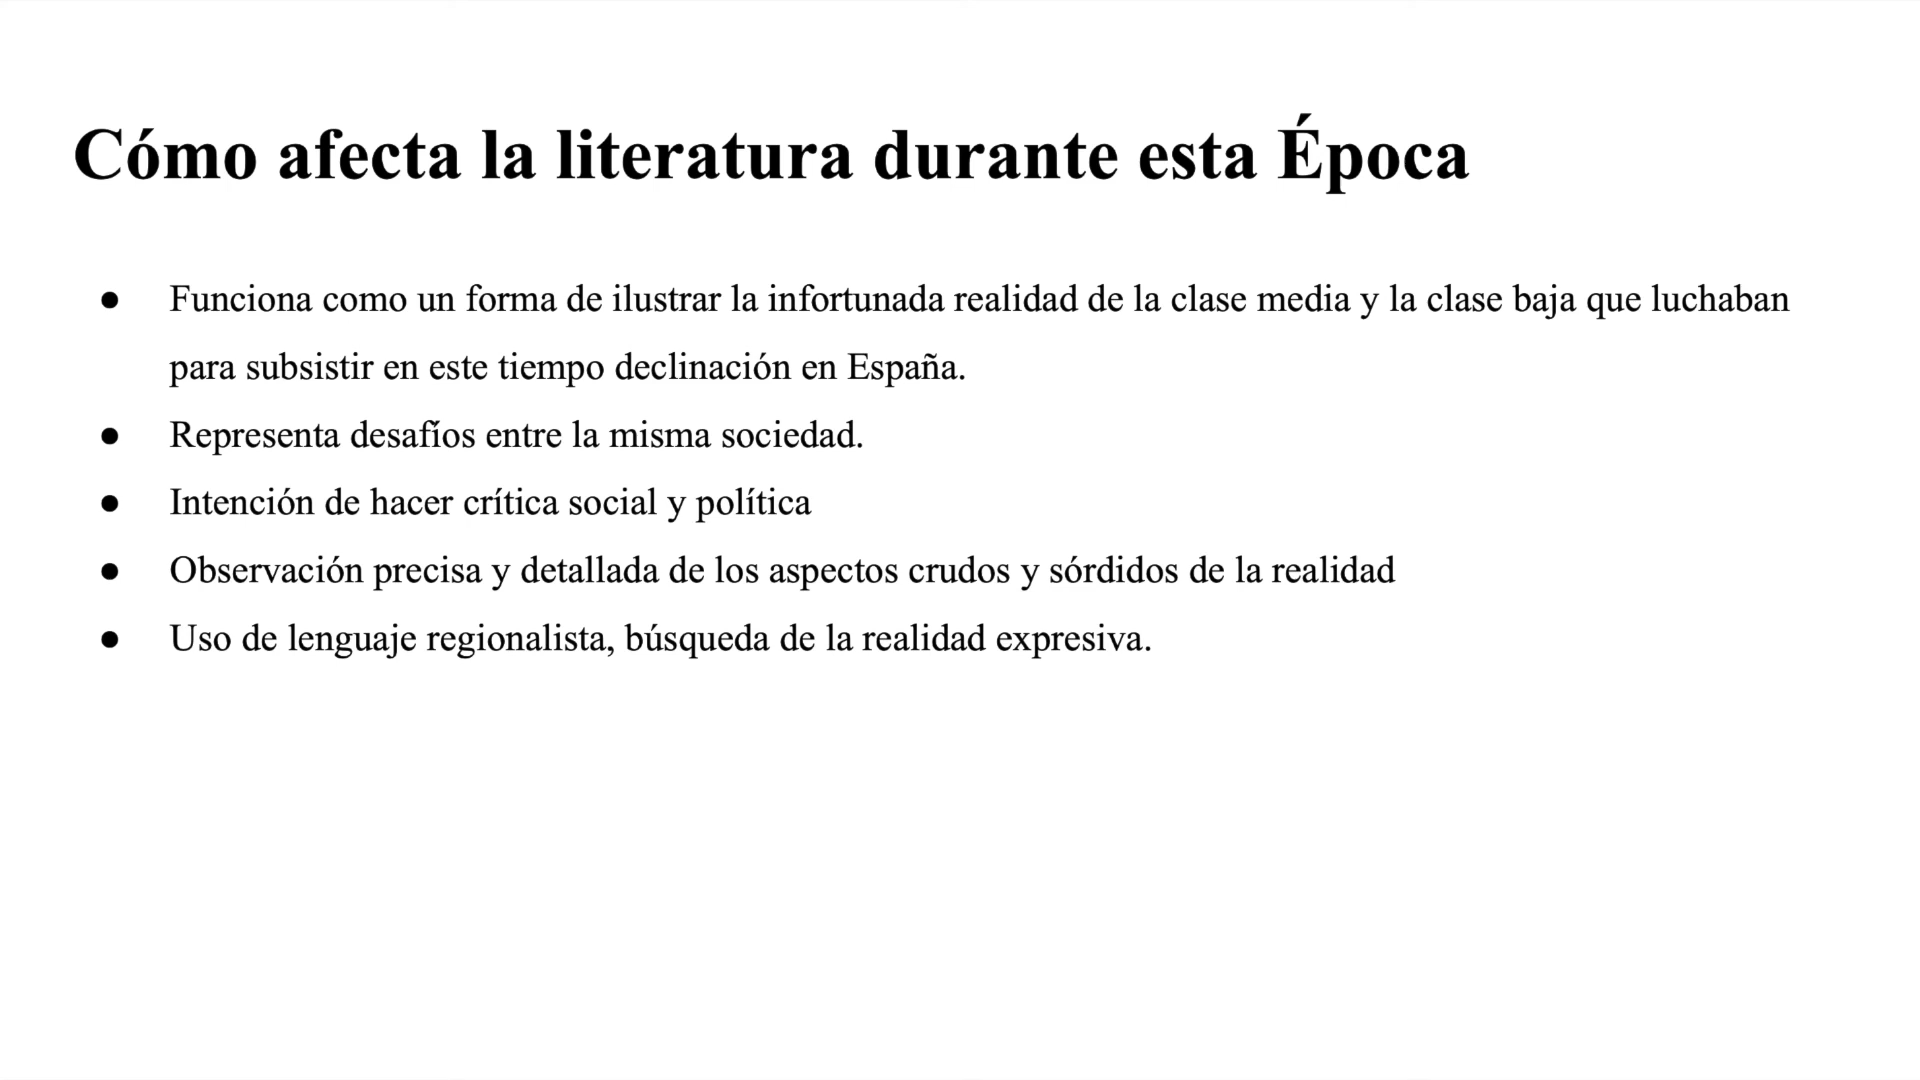 Cómo afecta la literatura durante esta Época
● Funciona como un forma de ilustrar la infortunada realidad de la clase media y la clase baja que luchaban
para subsistir en este tiempo declinación en España.
● Representa desafíos entre la misma sociedad.
● Intención de hacer crítica social y política
● Observación precisa y detallada de los aspectos crudos y sórdidos de la realidad
● Uso de lenguaje regionalista, búsqueda de la realidad expresiva.